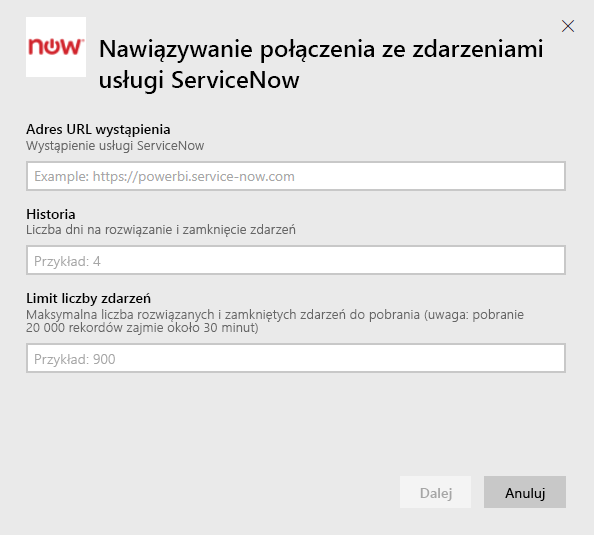 now
Nawiązywanie połączenia ze zdarzeniami
usługi ServiceNow
Adres URL wystąpienia
Wystąpienie usługi ServiceNow
Example: https://powerbi.service-now.com
Historia
Liczba dni na rozwiązanie i zamknięcie zdarzeń
Przykład: 4
Limit liczby zdarzeń
Maksymalna liczba rozwiązanych i zamkniętych zdarzeń do pobrania (uwaga: pobranie
20 000 rekordów zajmie około 30 minut)
Przykład: 900
Dalej
Anuluj